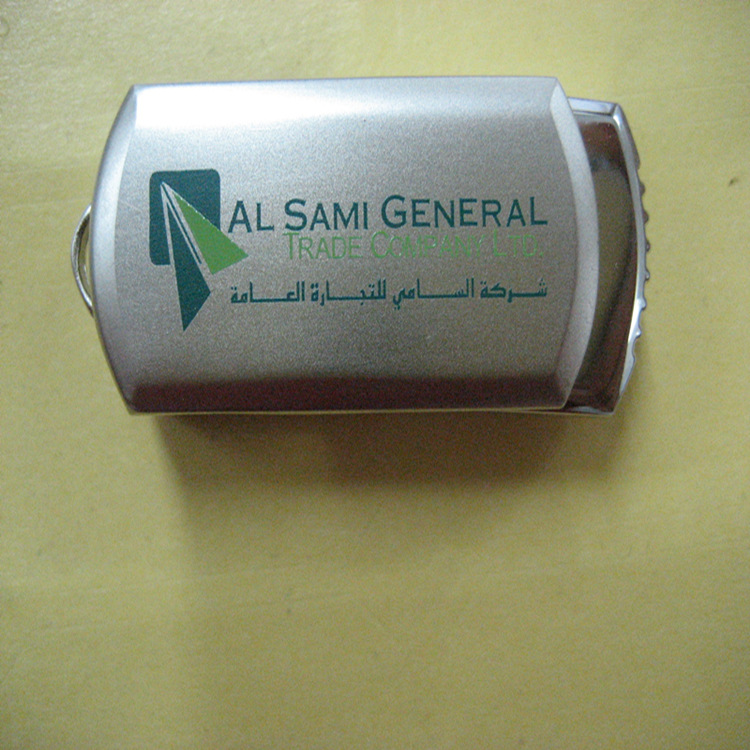 AL SAMI GENERAL
TRADE COMPANY LTD.
شركة السامي للتجارة العامة